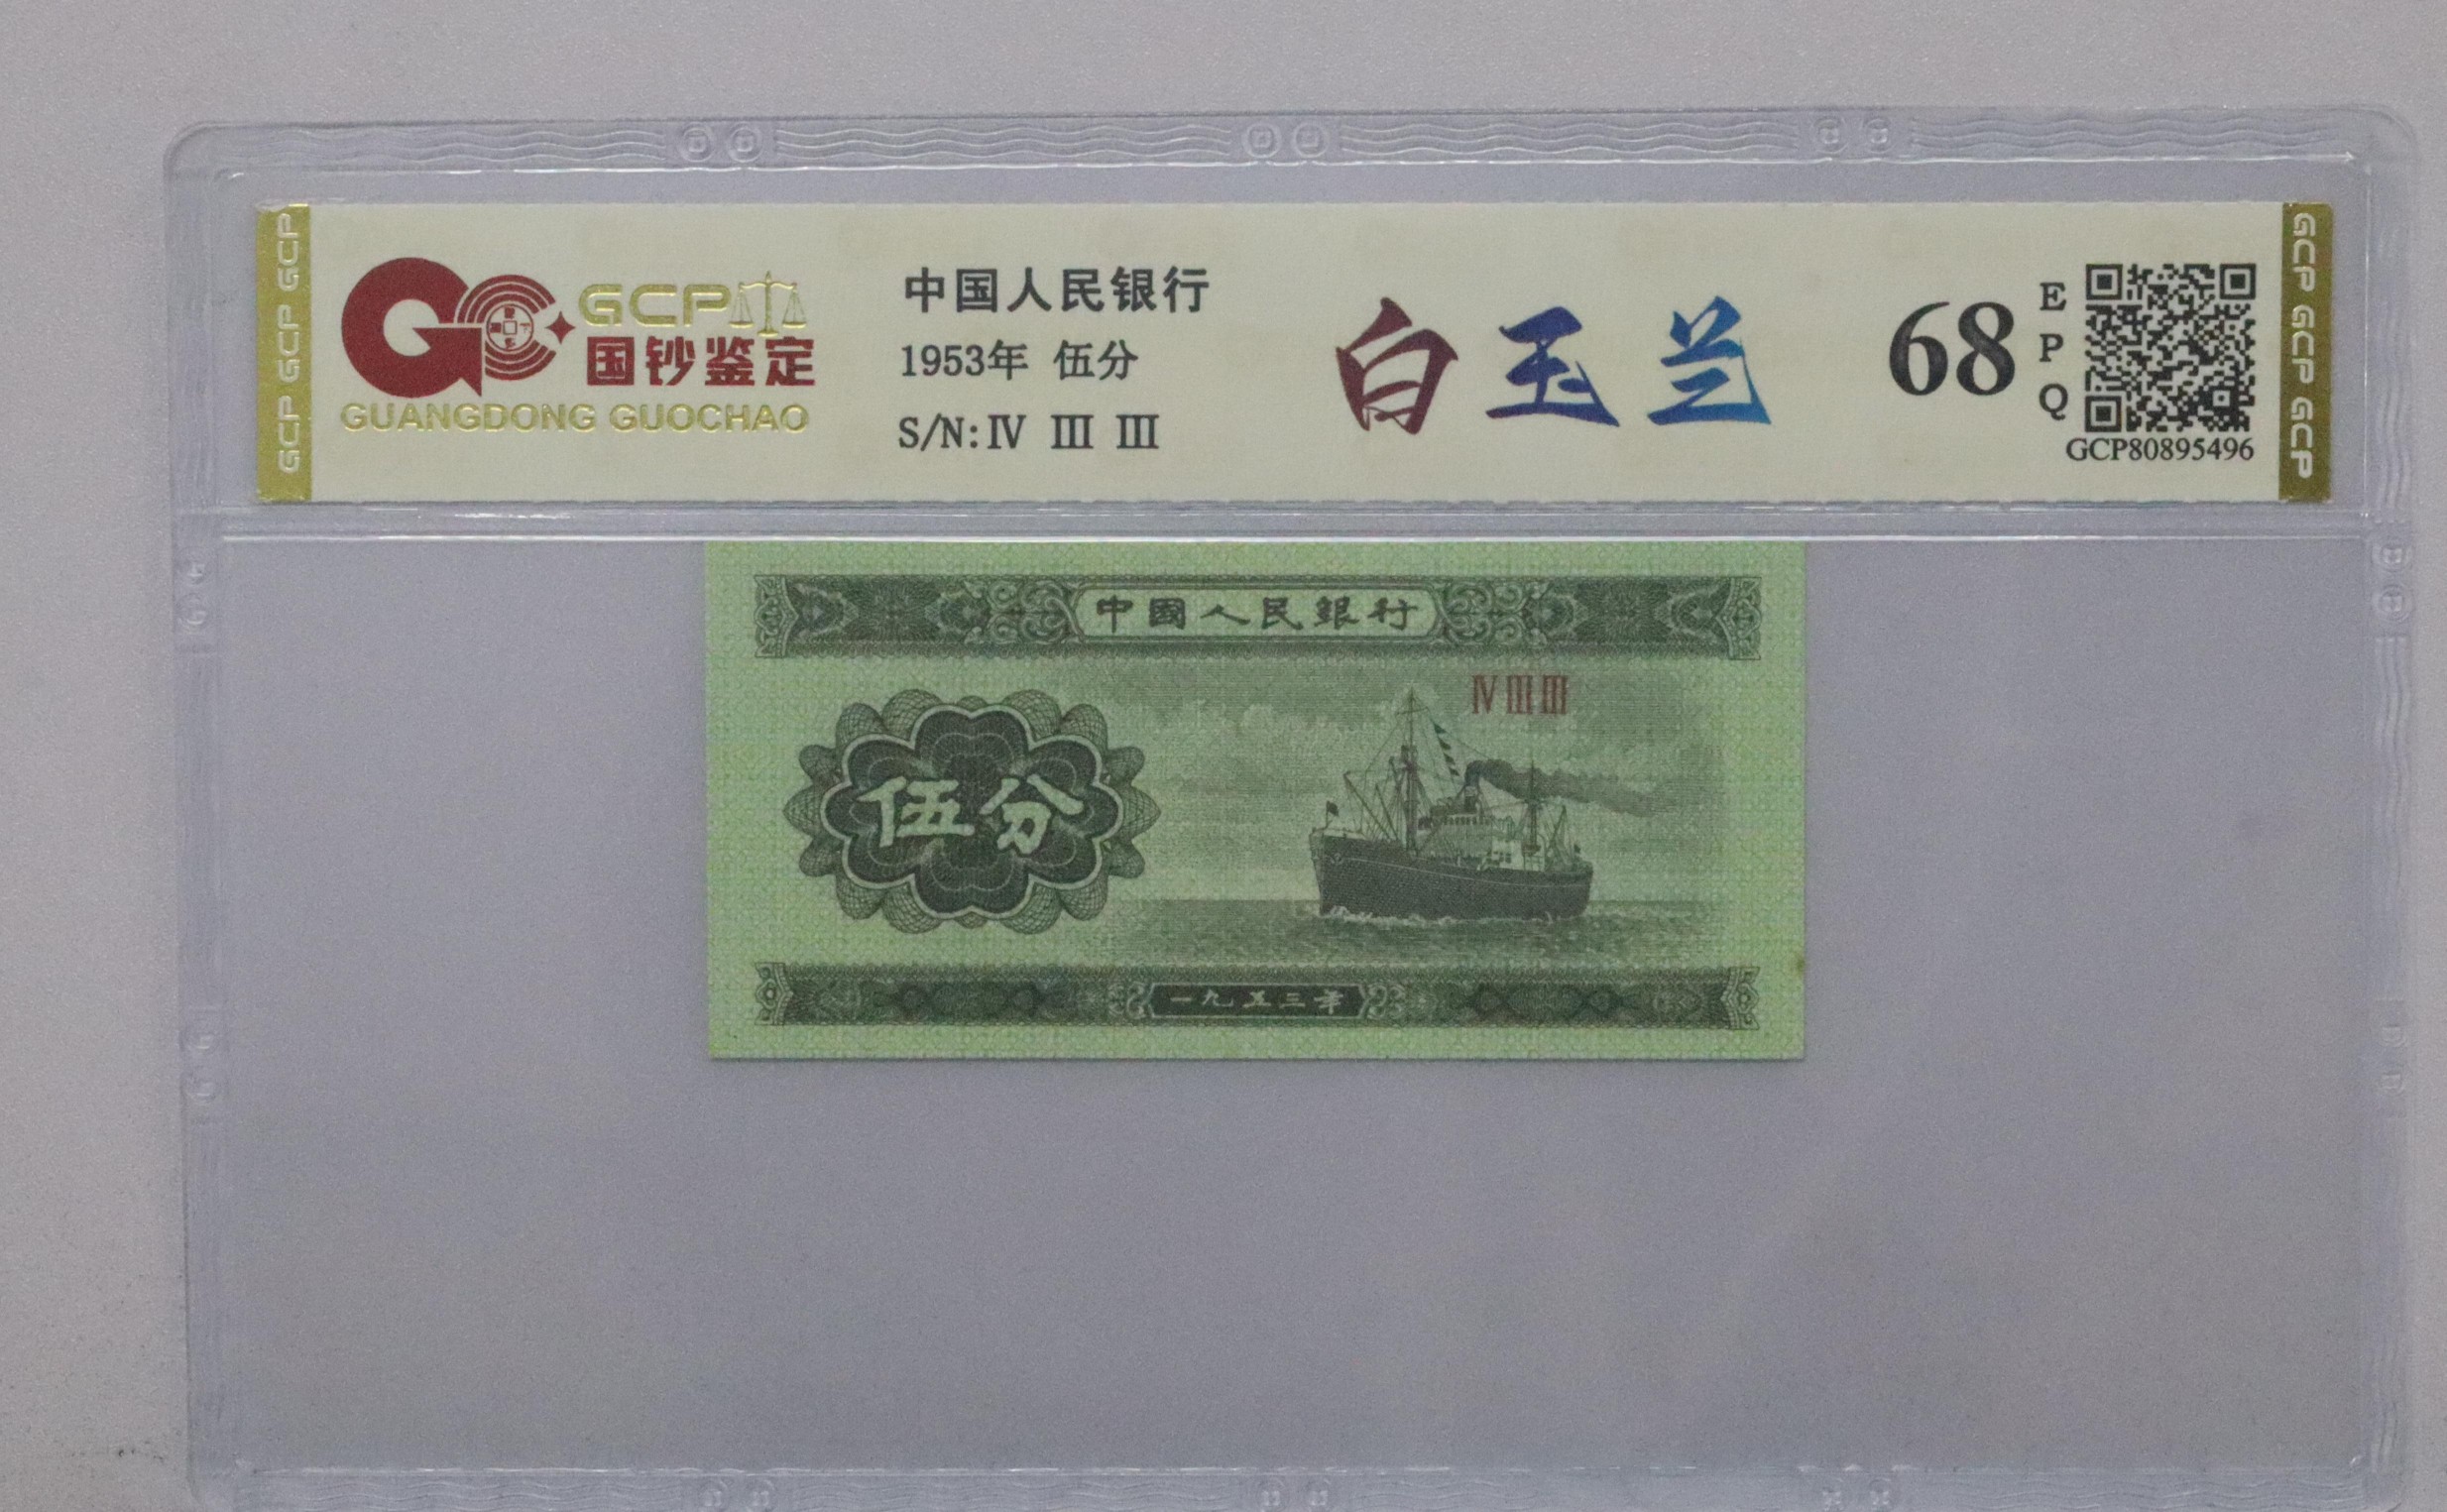 GCP GCP GCP
GCP
国钞鉴定
GUANGDONG GUOCHAO
中国人民银行
1953年 伍分
S/N: IV III III
白玉兰
68
EPQ
GCP80895496
GCP GCP GCP
中國人民銀行
IV III III
伍分
一九五三年